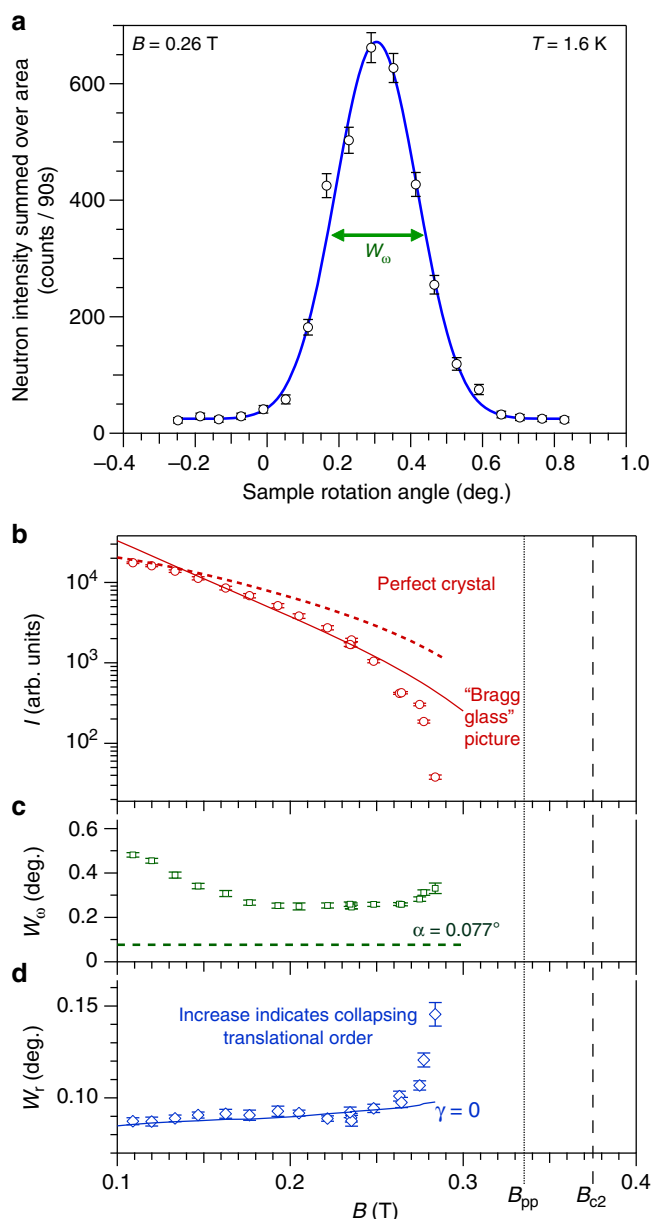 a
B = 0.26 T
T = 1.6 K
600
400
200
0
Neutron intensity summed over area
(counts / 90s)
Wω
−0.4
−0.2
0
0.2
0.4
0.6
0.8
1.0
Sample rotation angle (deg.)
b
10⁴
10³
10²
I (arb. units)
Perfect crystal
“Bragg
glass”
picture
c
0.6
0.4
0.2
0
Wω (deg.)
α = 0.077°
d
0.15
0.10
Wr (deg.)
Increase indicates collapsing
translational order
γ = 0
0.1
0.2
0.3
Bpp
Bc2
0.4
B (T)